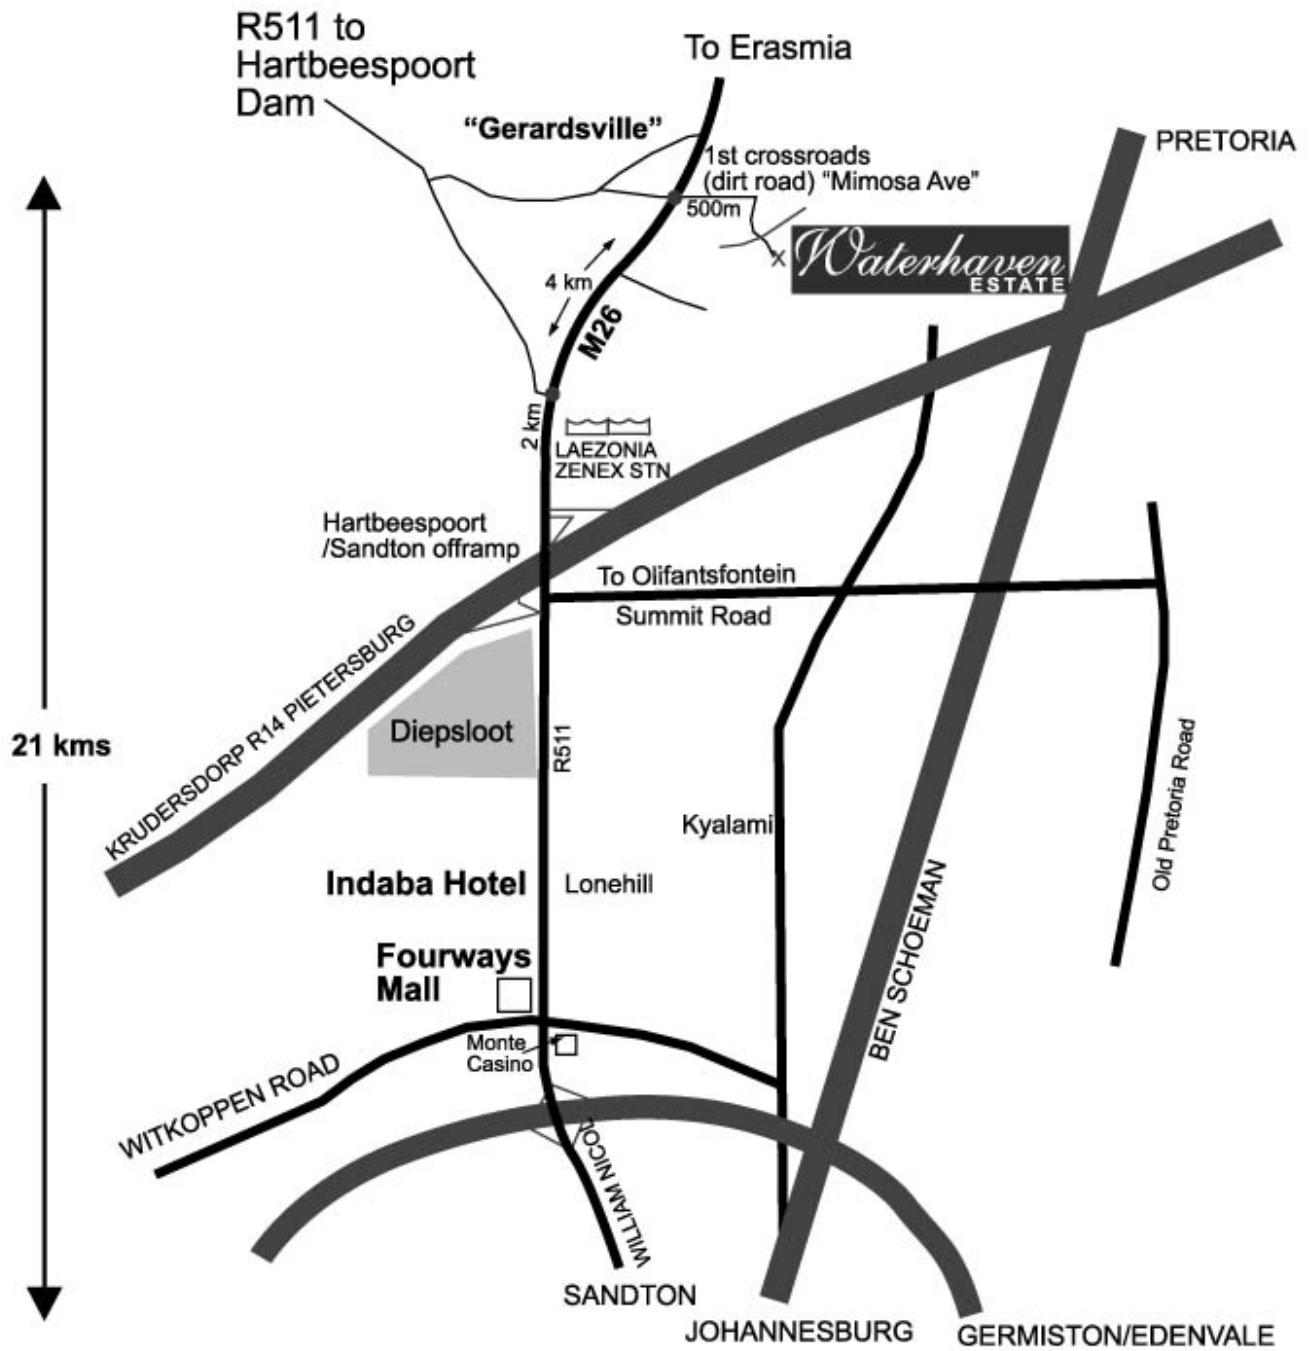 R511 to
Hartbeespoort
Dam
To Erasmia
“Gerardsville”
PRETORIA
1st crossroads
(dirt road) “Mimosa Ave”
500m
Waterhaven
ESTATE
4 km
M26
2 km
LAEZONIA
ZENEX STN
Hartbeespoort
/Sandton offramp
To Olifantsfontein
Summit Road
KRUDERSDORP R14 PIETERSBURG
Diepsloot
R511
21 kms
Old Pretoria Road
Kyalami
Indaba Hotel
Lonehill
BEN SCHOEMAN
Fourways
Mall
Monte
Casino
WITKOPPEN ROAD
WILLIAM NICOL
SANDTON
JOHANNESBURG
GERMISTON/EDENVALE